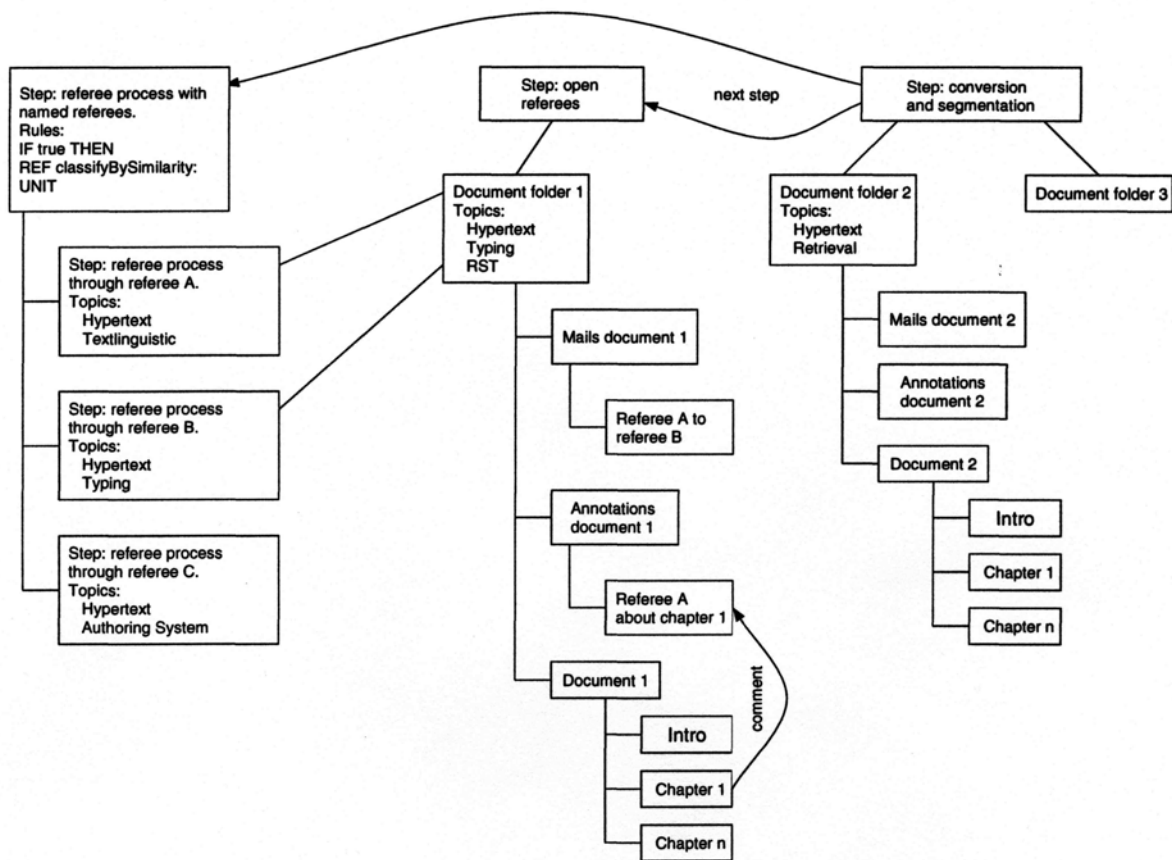 Step: referee process with
named referees.
Rules:
IF true THEN
REF classifyBySimilarity:
UNIT
Step: referee process
through referee A.
Topics:
Hypertext
Textlinguistic
Step: referee process
through referee B.
Topics:
Hypertext
Typing
Step: referee process
through referee C.
Topics:
Hypertext
Authoring System
Step: open
referees
next step
Document folder 1
Topics:
Hypertext
Typing
RST
Mails document 1
Referee A to
referee B
Annotations
document 1
Referee A
about chapter 1
comment
Document 1
Intro
Chapter 1
Chapter n
Step: conversion
and segmentation
Document folder 2
Topics:
Hypertext
Retrieval
Document folder 3
Mails document 2
Annotations
document 2
Document 2
Intro
Chapter 1
Chapter n